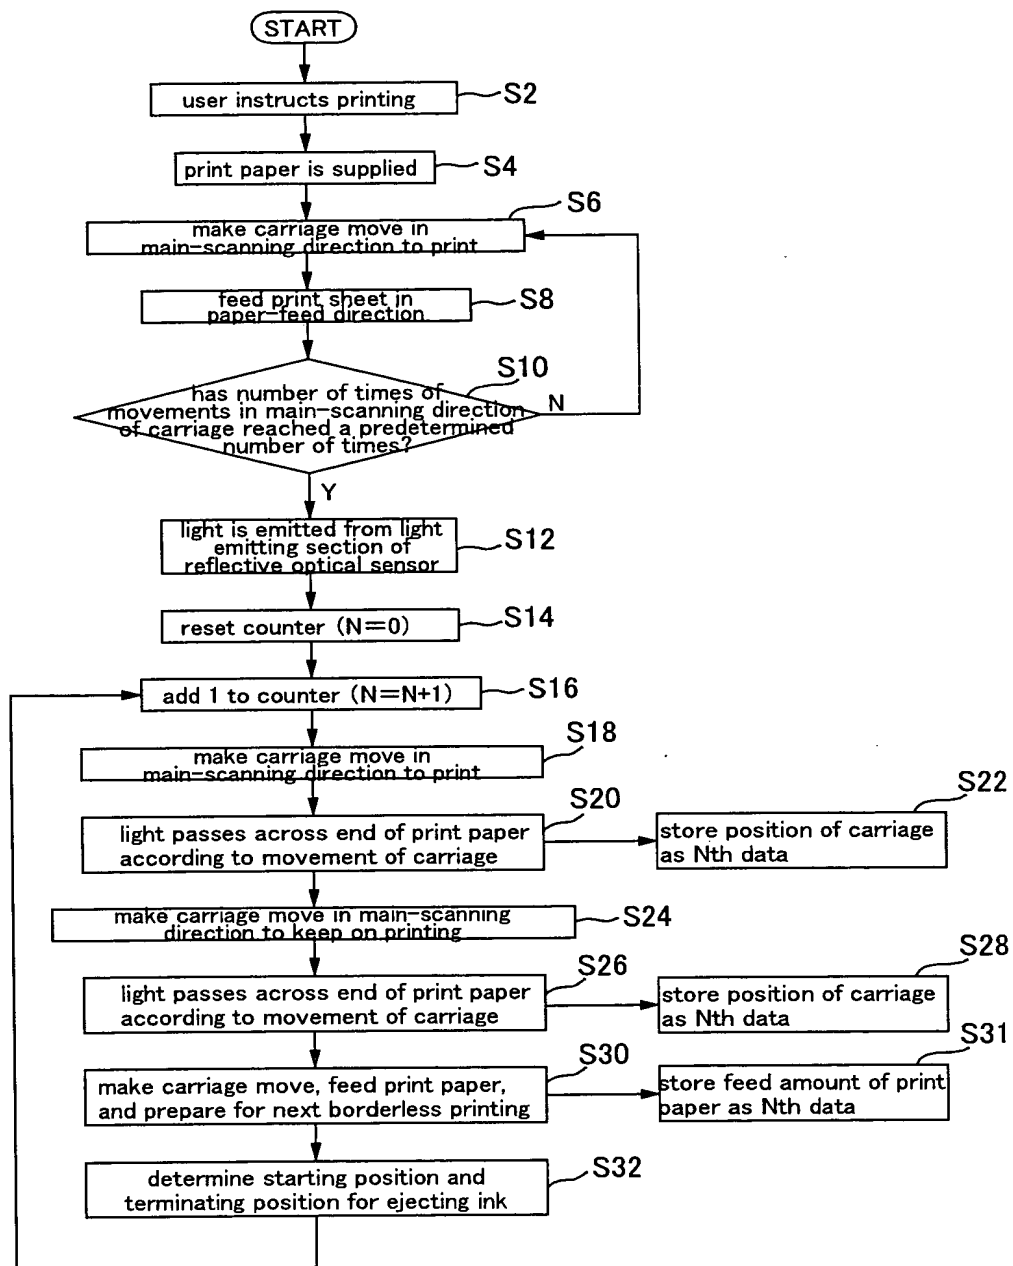 START
user instructs printing
S2
print paper is supplied
S4
make carriage move in
main-scanning direction to print
S6
feed print sheet in
paper-feed direction
S8
has number of times of
movements in main-scanning direction
of carriage reached a predetermined
number of times?
S10
N
Y
light is emitted from light
emitting section of
reflective optical sensor
S12
reset counter (N=0)
S14
add 1 to counter (N=N+1)
S16
make carriage move in
main-scanning direction to print
S18
light passes across end of print paper
according to movement of carriage
S20
store position of carriage
as Nth data
S22
make carriage move in main-scanning
direction to keep on printing
S24
light passes across end of print paper
according to movement of carriage
S26
store position of carriage
as Nth data
S28
make carriage move, feed print paper,
and prepare for next borderless printing
S30
store feed amount of print
paper as Nth data
S31
determine starting position and
terminating position for ejecting ink
S32